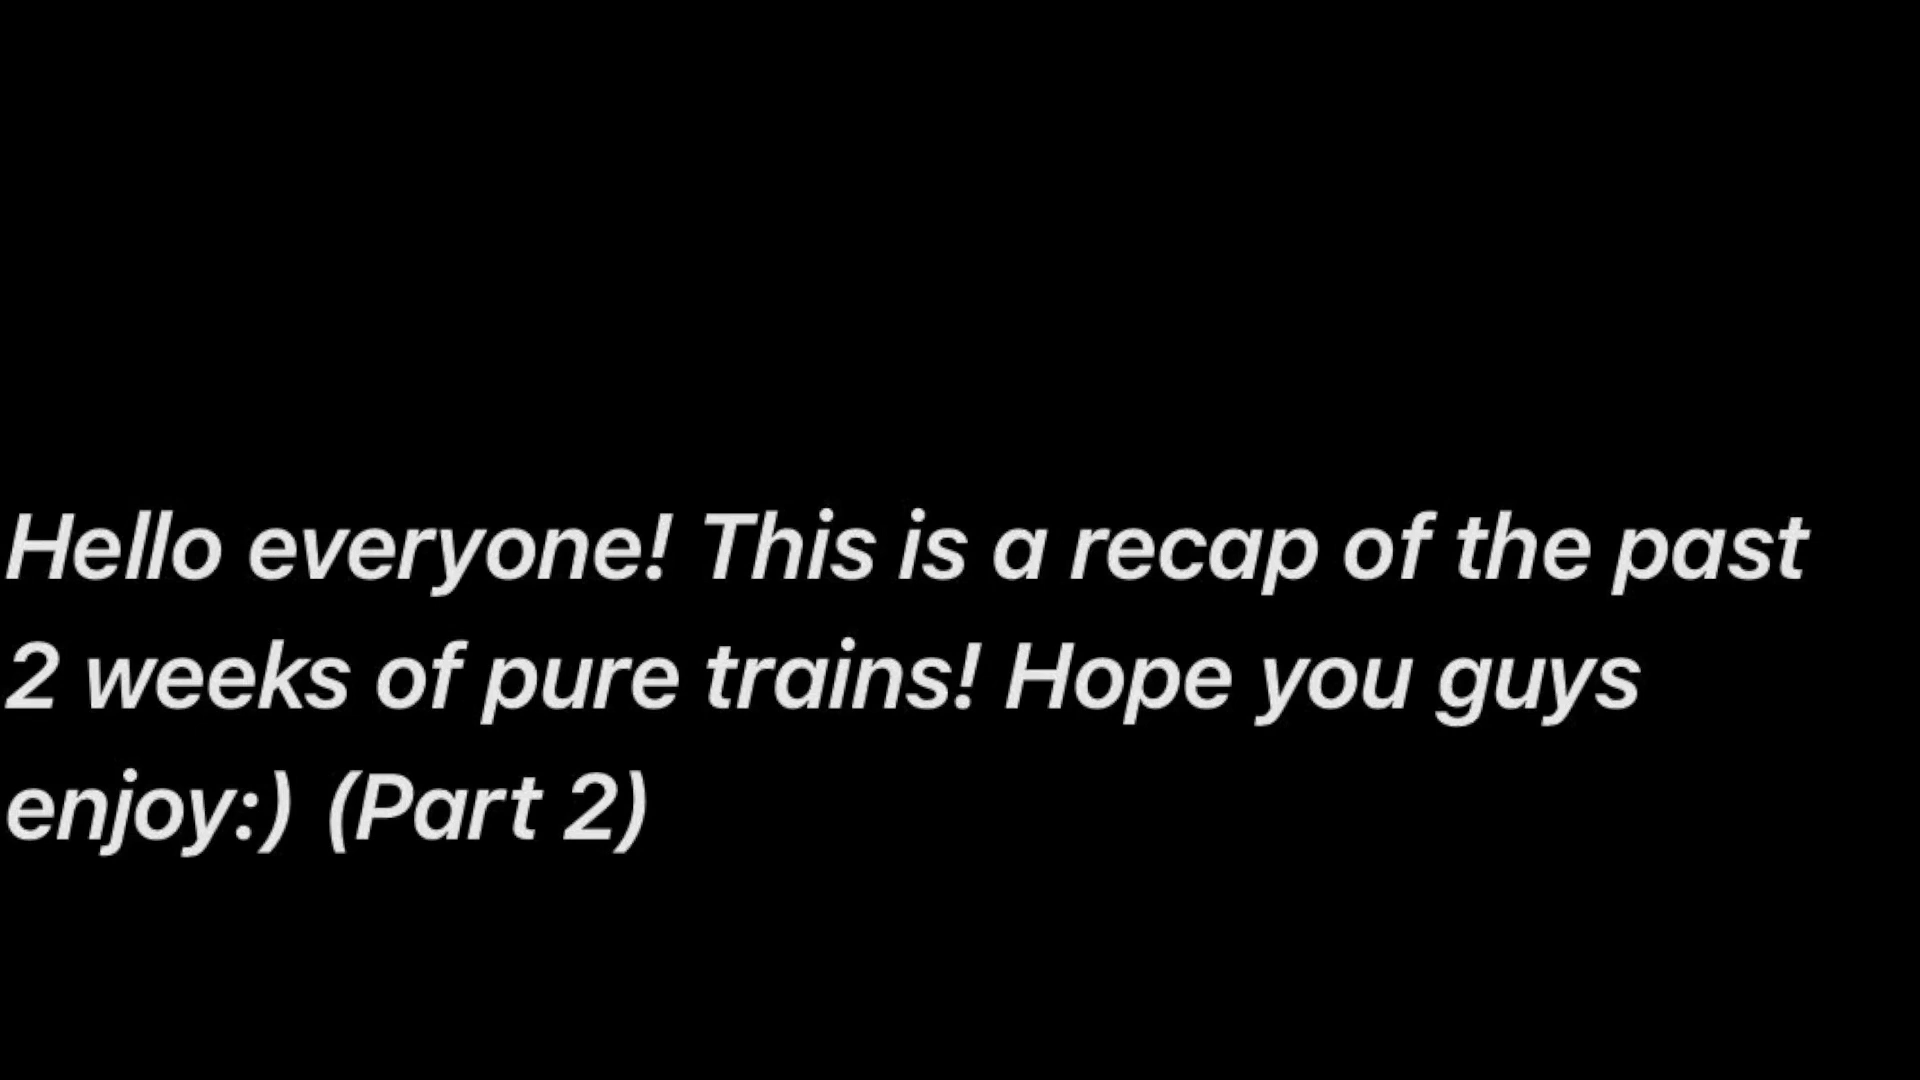 Hello everyone! This is a recap of the past
2 weeks of pure trains! Hope you guys
enjoy:) (Part 2)